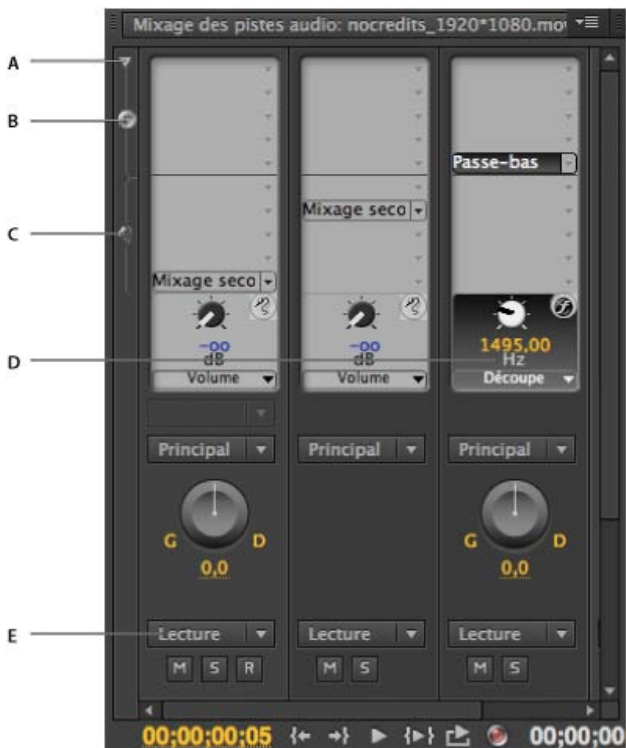 Mixage des pistes audio: nocredits_1920*1080.mov
A
B
C
D
E
Passe-bas
Mixage seco
Mixage seco
-oo
dB
Volume
-oo
dB
Volume
1495,00
Hz
Découpe
Principal
Principal
Principal
G D
0,0
G D
0,0
Lecture
Lecture
Lecture
M S R
M S
M S
00;00;00;05
00;00:00